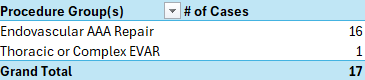 Procedure Group(s) # of Cases
Endovascular AAA Repair 16
Thoracic or Complex EVAR 1
Grand Total 17